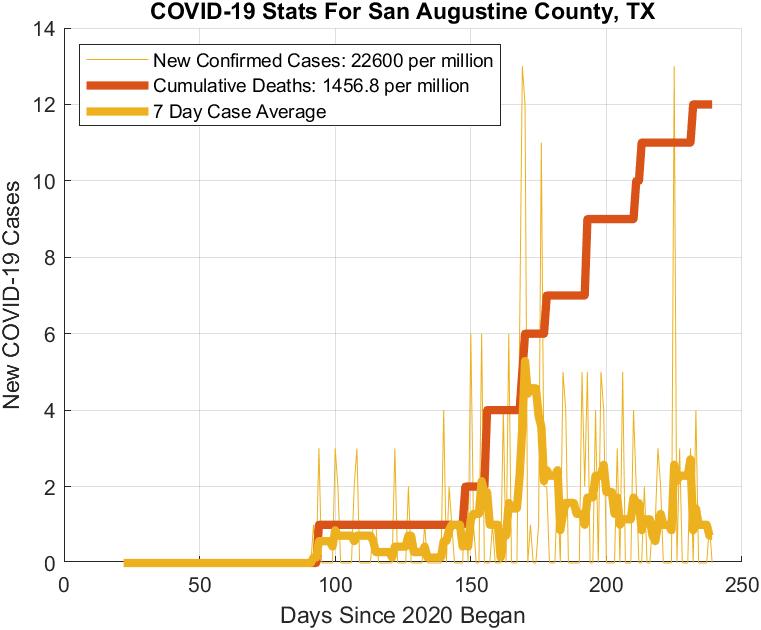 COVID-19 Stats For San Augustine County, TX
New Confirmed Cases: 22600 per million
Cumulative Deaths: 1456.8 per million
7 Day Case Average
New COVID-19 Cases
14
12
10
8
6
4
2
0
0 50 100 150 200 250
Days Since 2020 Began